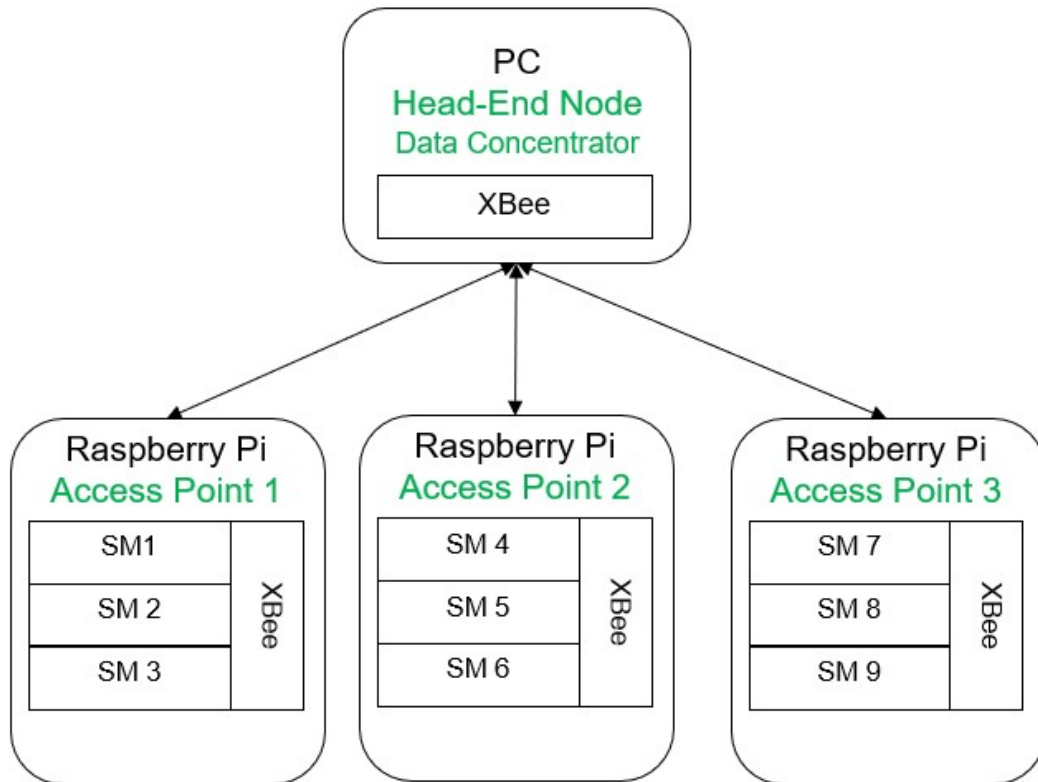 PC
Head-End Node
Data Concentrator
XBee
Raspberry Pi
Access Point 1
SM1
SM 2
SM 3
XBee
Raspberry Pi
Access Point 2
SM 4
SM 5
SM 6
XBee
Raspberry Pi
Access Point 3
SM 7
SM 8
SM 9
XBee